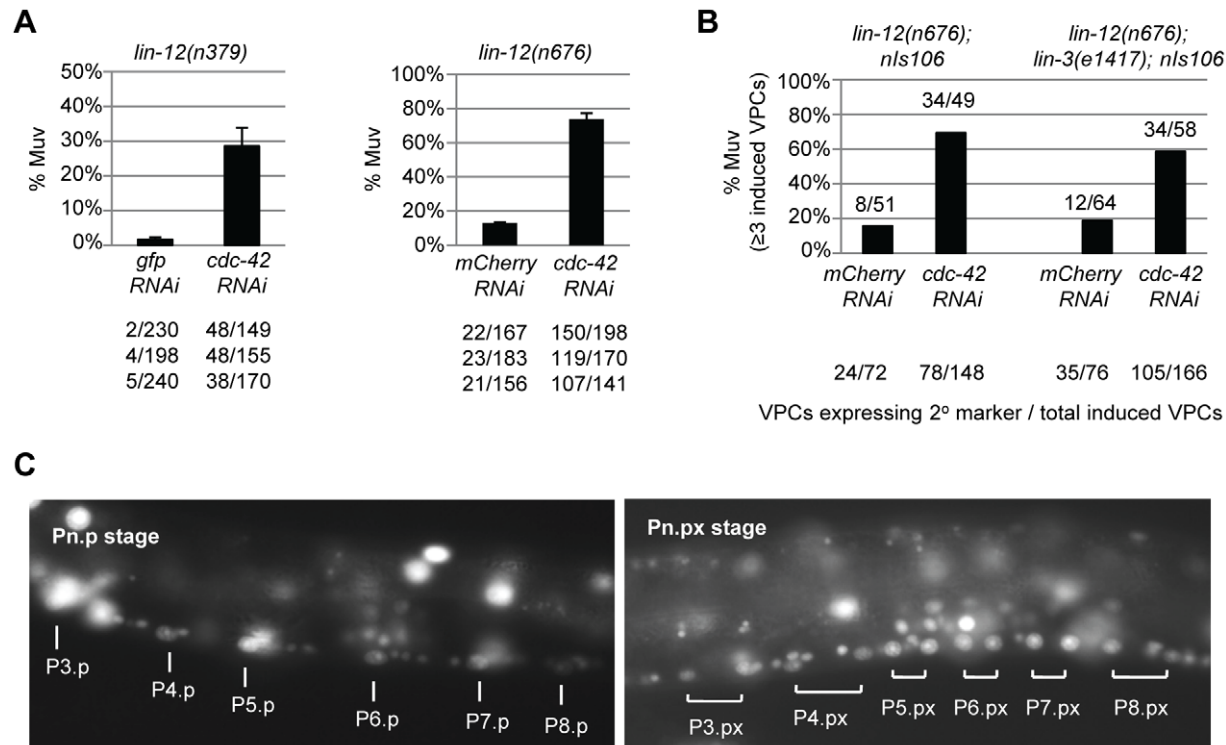 A
lin-12(n379)
50%
40%
30%
20%
10%
0%
% Muv
gfp RNAi
cdc-42 RNAi
2/230 48/149
4/198 48/155
5/240 38/170
lin-12(n676)
100%
80%
60%
40%
20%
0%
% Muv
mCherry RNAi
cdc-42 RNAi
22/167 150/198
23/183 119/170
21/156 107/141
B
lin-12(n676);
nIs106
lin-12(n676);
lin-3(e1417); nIs106
100%
80%
60%
40%
20%
0%
% Muv
(≥3 induced VPCs)
8/51
34/49
12/64
34/58
mCherry RNAi
cdc-42 RNAi
mCherry RNAi
cdc-42 RNAi
24/72 78/148 35/76 105/166
VPCs expressing 2º marker / total induced VPCs
C
Pn.p stage
P3.p
P4.p
P5.p
P6.p
P7.p
P8.p
Pn.px stage
P3.px
P4.px
P5.px
P6.px
P7.px
P8.px